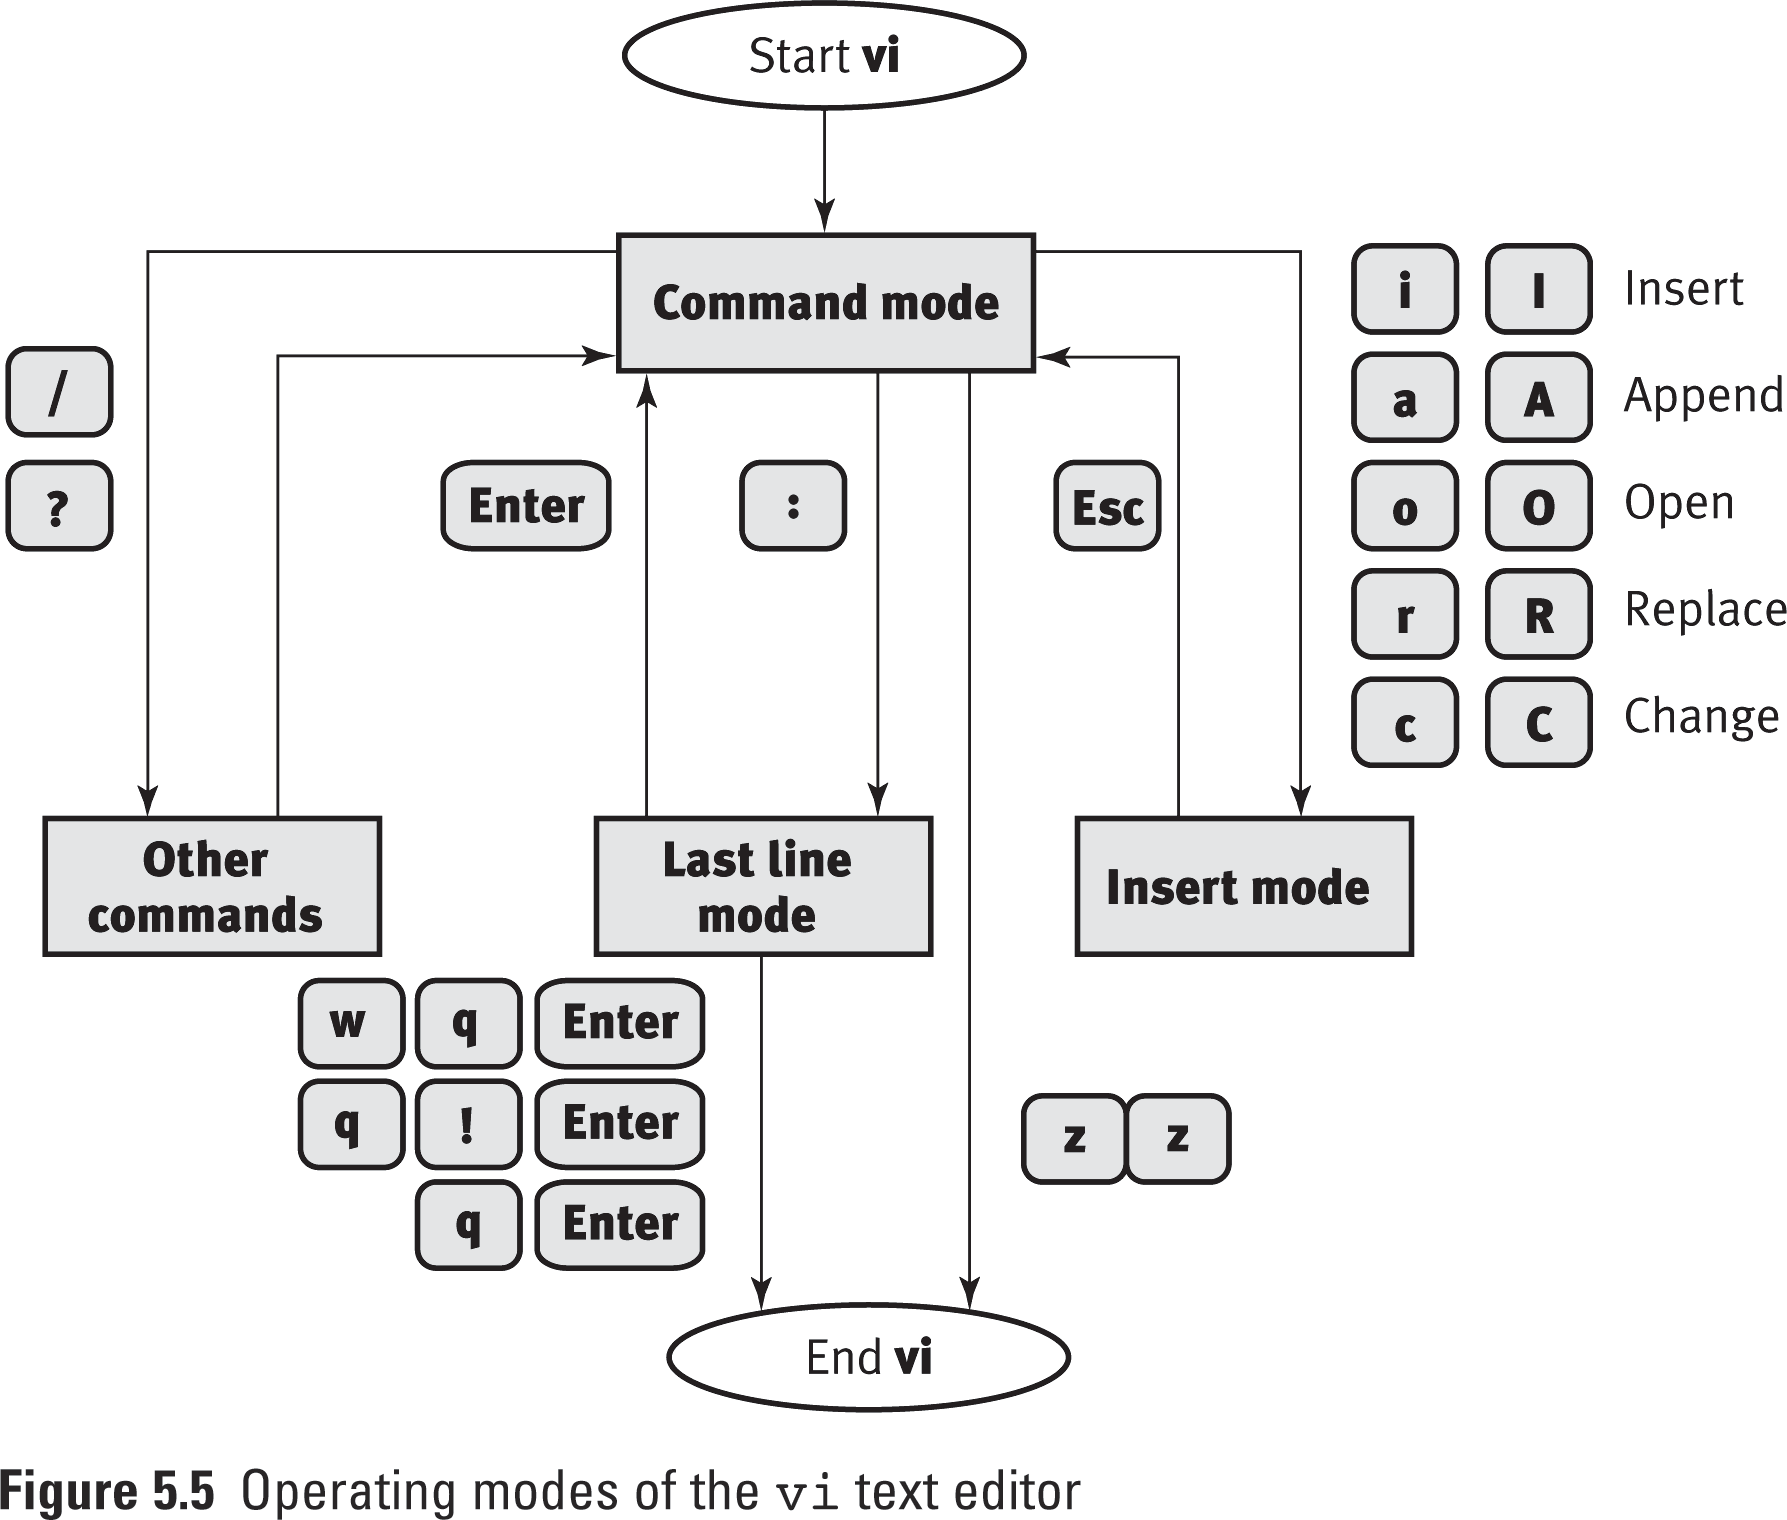 Start vi
Command mode
i I Insert
/
a A Append
?
Enter
:
Esc
o O Open
r R Replace
c C Change
Other
commands
Last line
mode
Insert mode
w q Enter
q ! Enter
z z
q Enter
End vi
Figure 5.5 Operating modes of the vi text editor